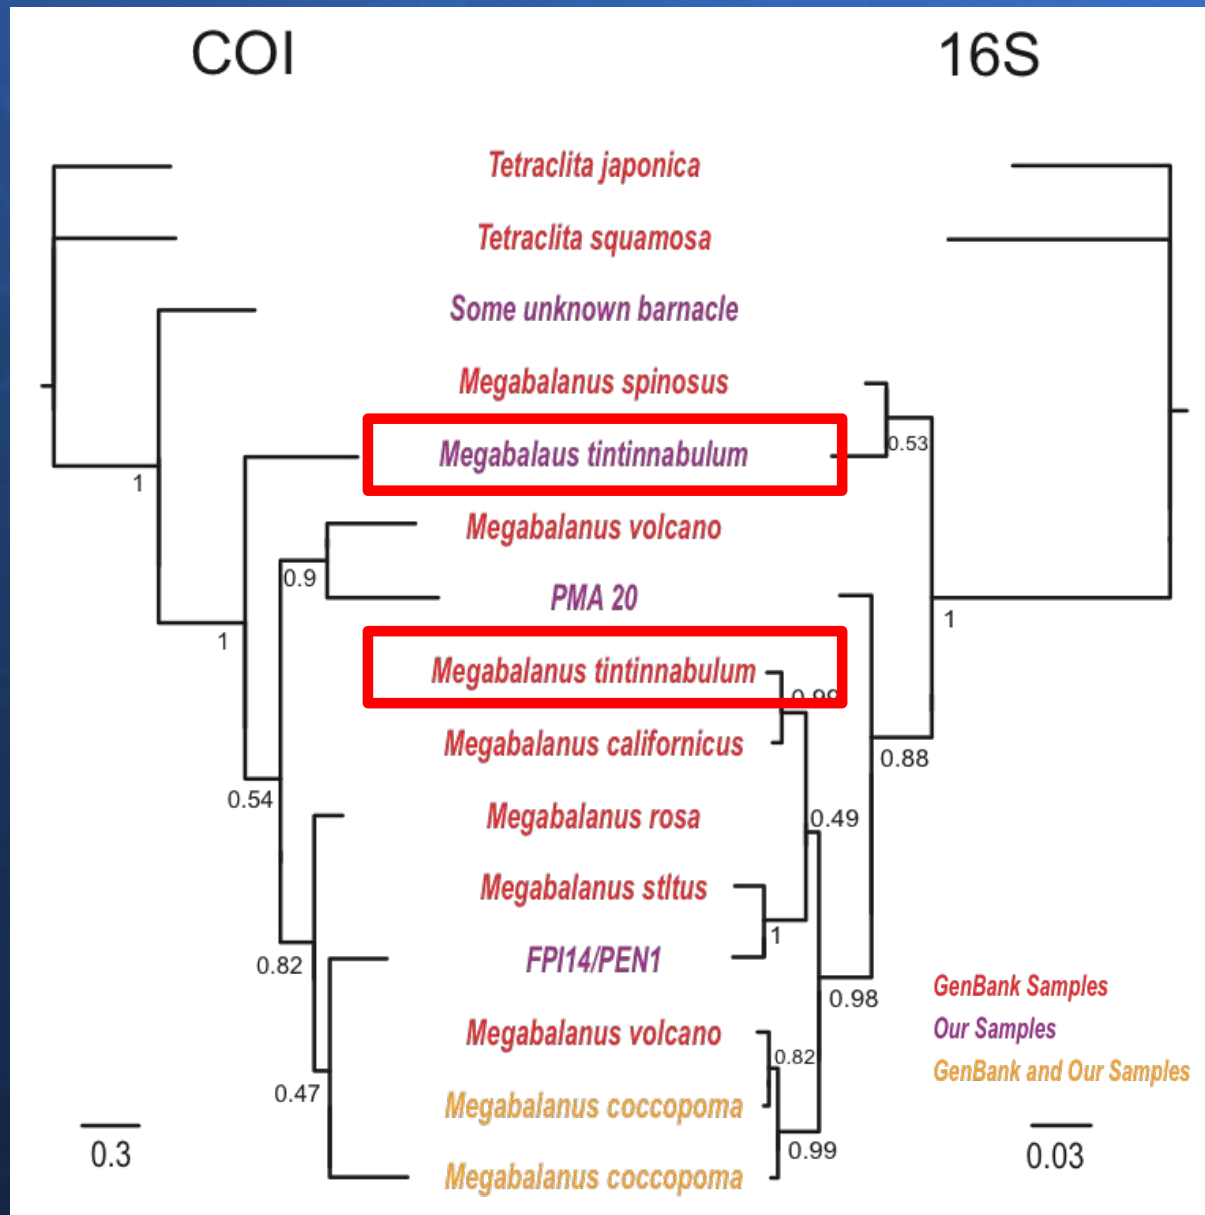 COI
16S
Tetraclita japonica
Tetraclita squamosa
Some unknown barnacle
Megabalanus spinosus
0.53
Megabalaus tintinnabulum
1
Megabalanus volcano
0.9
PMA 20
1
1
Megabalanus tintinnabulum
0.99
Megabalanus californicus
0.88
0.54
Megabalanus rosa
0.49
Megabalanus stltus
1
FPI14/PEN1
0.82
0.98
GenBank Samples
Our Samples
Megabalanus volcano
0.82
GenBank and Our Samples
0.47
Megabalanus coccopoma
0.99
0.3
0.03
Megabalanus coccopoma